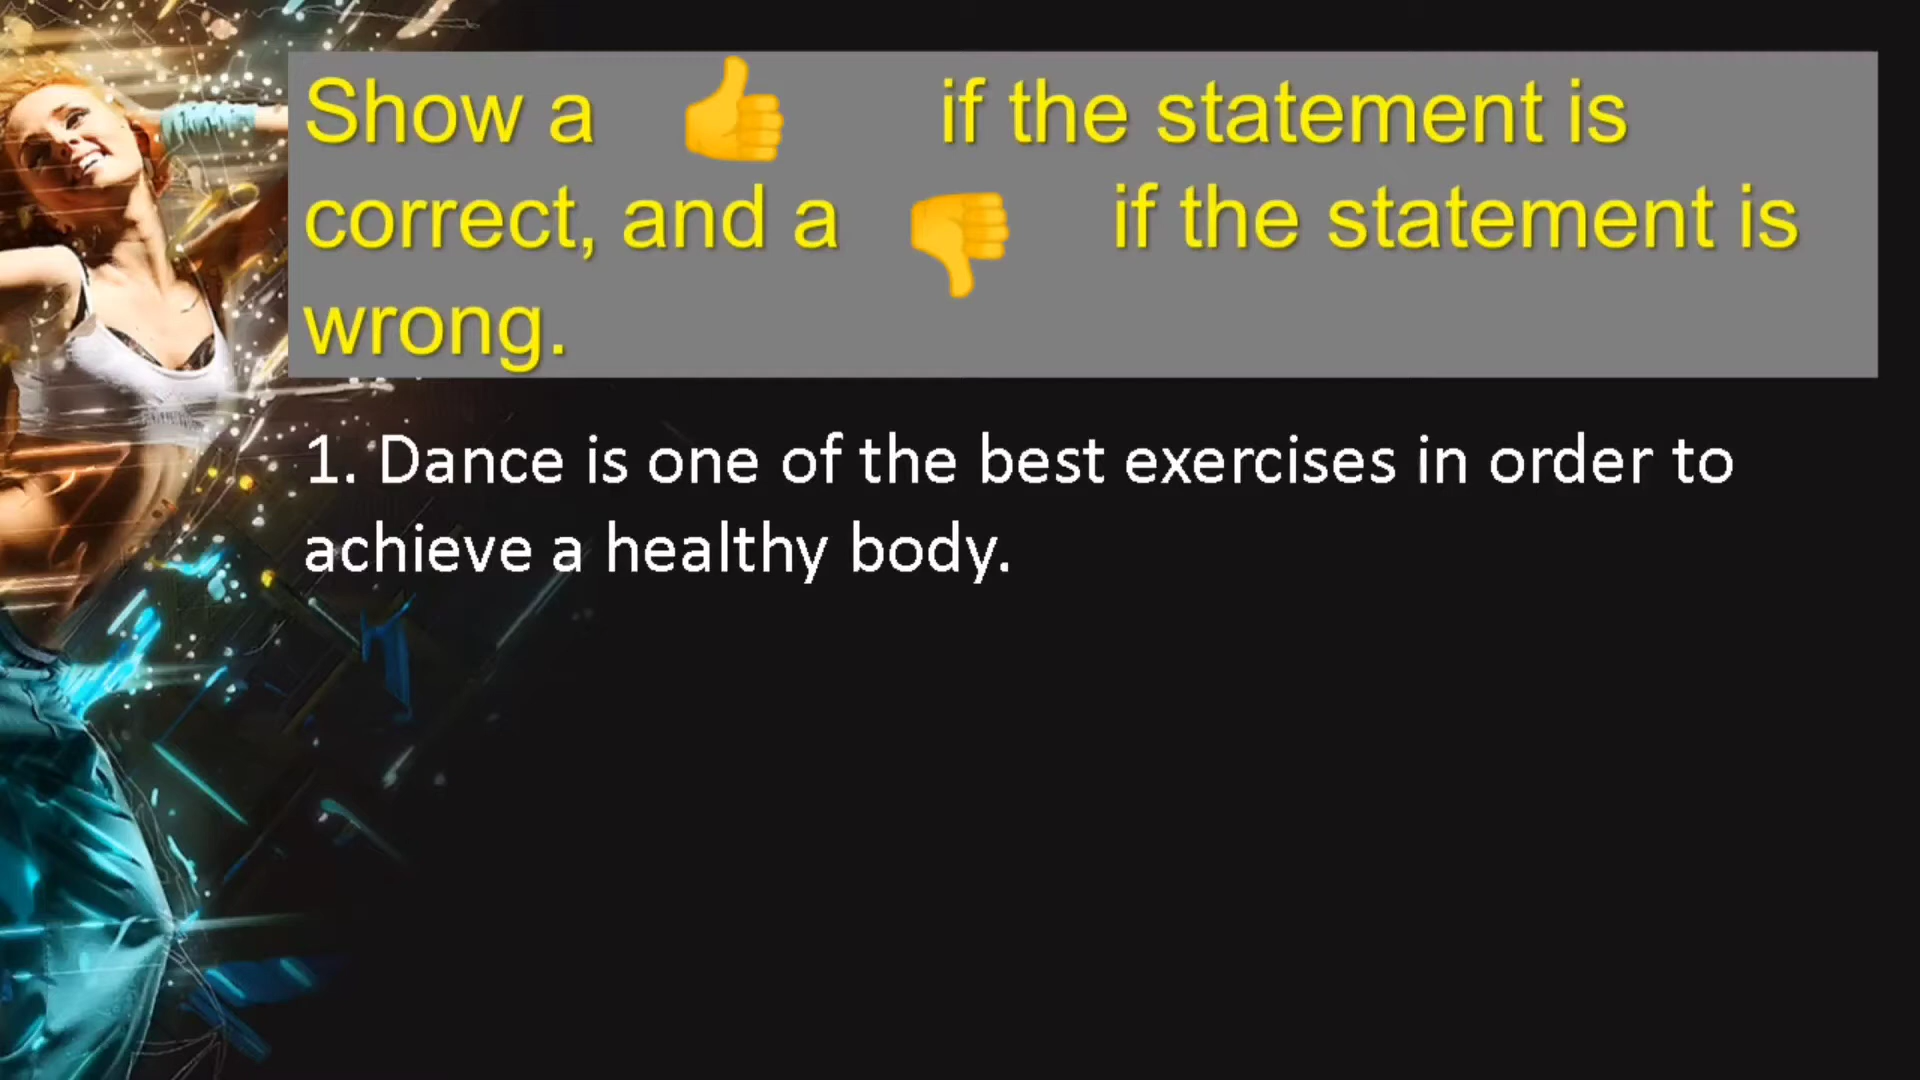 Show a 👍 if the statement is
correct, and a 👎 if the statement is
wrong.
1. Dance is one of the best exercises in order to
achieve a healthy body.